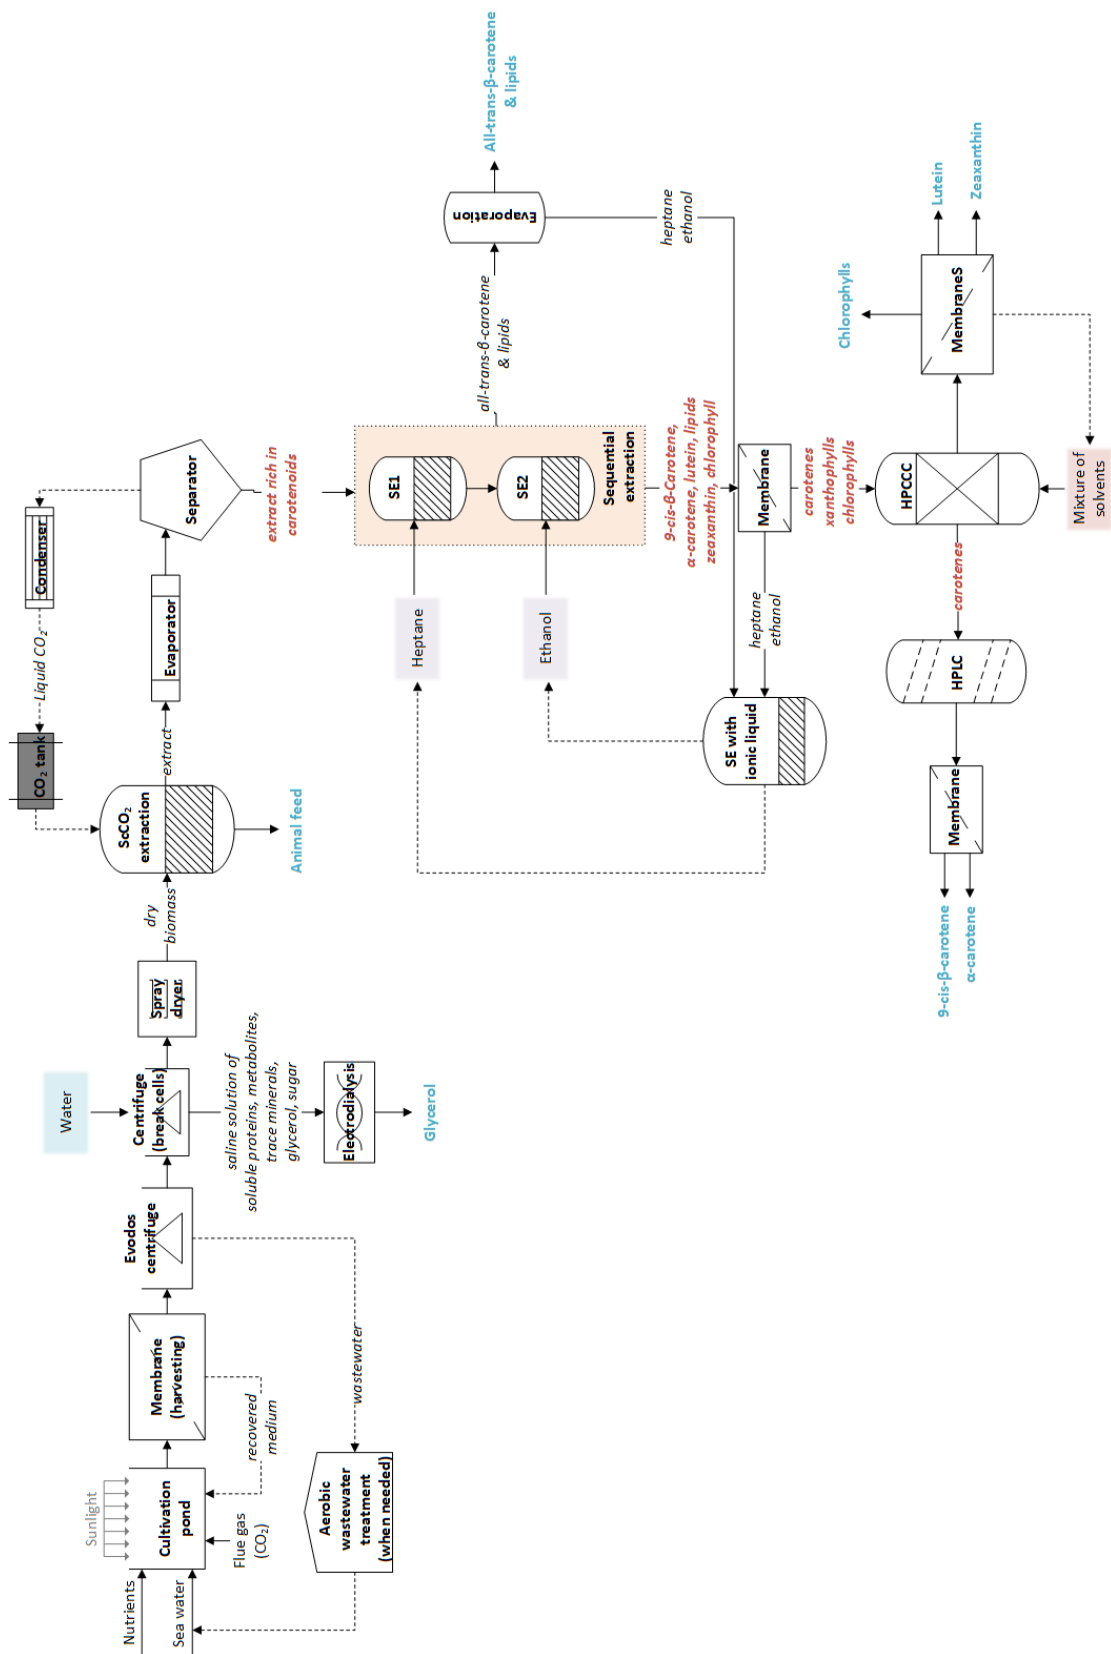 Nutrients
Sea water
Sunlight
Cultivation
pond
Flue gas
(CO₂)
Membrane
(harvesting)
recovered
medium
Aerobic
wastewater
treatment
(when needed)
wastewater
Evodos
centrifuge
Water
Centrifuge
(break cells)
saline solution of
soluble proteins, metabolites,
trace minerals,
glycerol, sugar
Electrodialysis
Glycerol
Spray
dryer
dry
biomass
ScCO₂
extraction
Animal feed
CO₂ tank
Liquid CO₂
Condenser
extract
Evaporator
Separator
extract rich in
carotenoids
Heptane
SE1
Ethanol
SE2
Sequential
extraction
all-trans-β-carotene
& lipids
Evaporation
All-trans-β-carotene
& lipids
heptane
ethanol
9-cis-β-Carotene,
α-carotene, lutein, lipids
zeaxanthin, chlorophyll
Membrane
heptane
ethanol
SE with
ionic liquid
carotenes
xanthophylls
chlorophylls
HPCCC
Mixture of
solvents
MembraneS
Chlorophylls
Lutein
Zeaxanthin
carotenes
HPLC
Membrane
9-cis-β-carotene
α-carotene